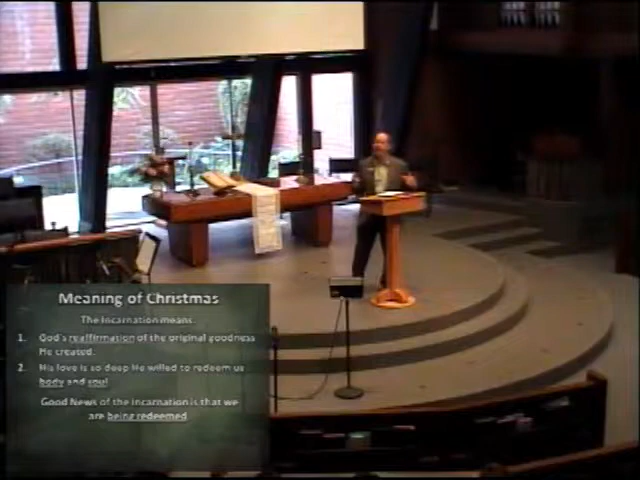 Meaning of Christmas
The Incarnation means:
1. God's reaffirmation of the original goodness
He created.
2. His love is so deep He willed to redeem us
body and soul
Good News of the Incarnation is that we
are being redeemed